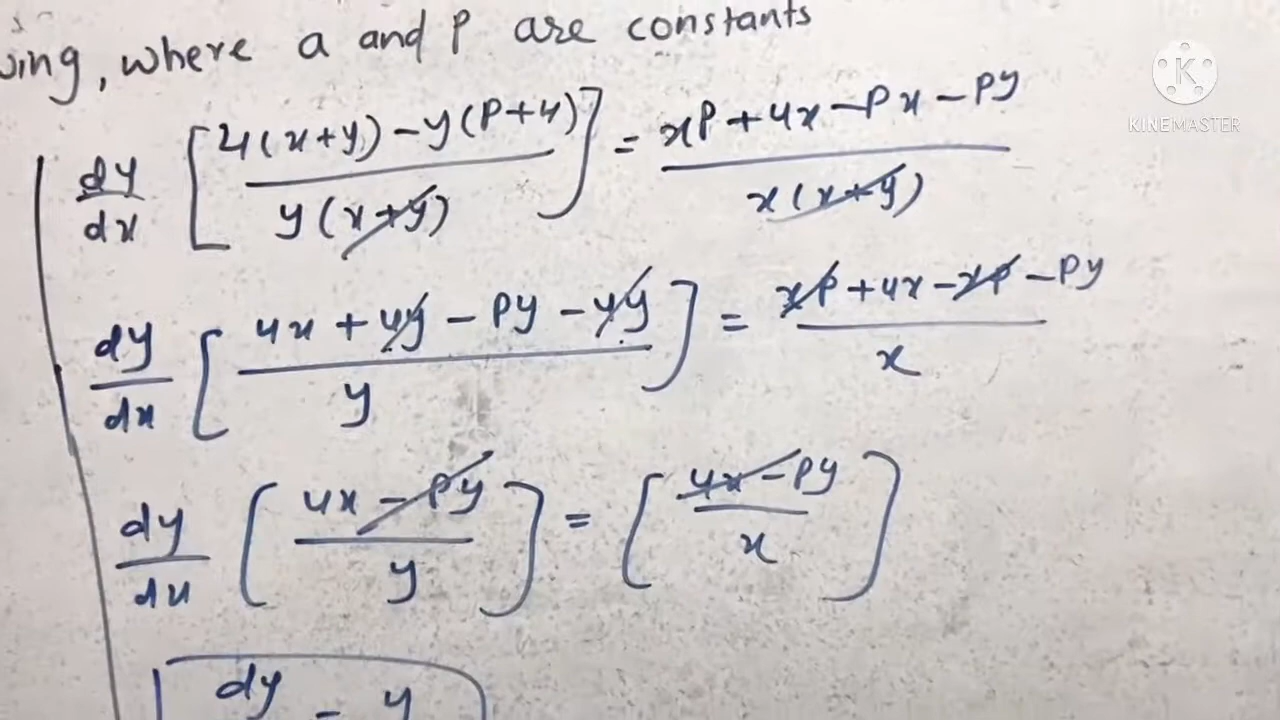 ving, where a and p are constants
dy/dx [4(x+y) - y(p+4) / y(x+y)] = xp + 4x - px - py / x(x+y)
dy/dx [4x + 4y - py - 4y / y] = xp + 4x - xp - py / x
dy/dx [4x - py / y] = [4x - py / x]
dy = y
KINEMASTER